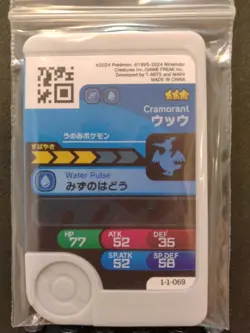 ©2024 Pokémon. ©1995-2024 Nintendo/
Creatures Inc./GAME FREAK inc.
Developed by T-ARTS and MARV
MADE IN CHINA
Cramorant
ウッウ
うのみポケモン
すばやさ
Water Pulse
みずのはどう
HP
77
ATK
52
DEF
35
SP.ATK
52
SP.DEF
58
1-1-069